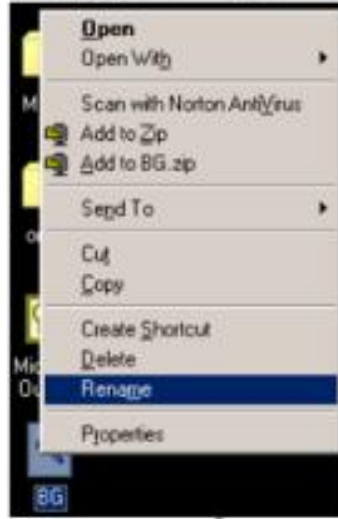 Open
Open With
Scan with Norton AntiVirus
Add to Zip
Add to BG.zip
Send To
Cut
Copy
Create Shortcut
Delete
Rename
Properties
BG